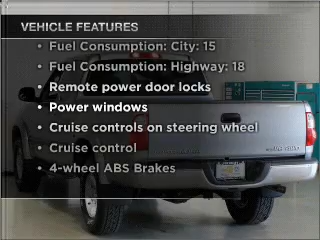 VEHICLE FEATURES
• Fuel Consumption: City: 15
• Fuel Consumption: Highway: 18
• Remote power door locks
• Power windows
• Cruise controls on steering wheel
• Cruise control
• 4-wheel ABS Brakes